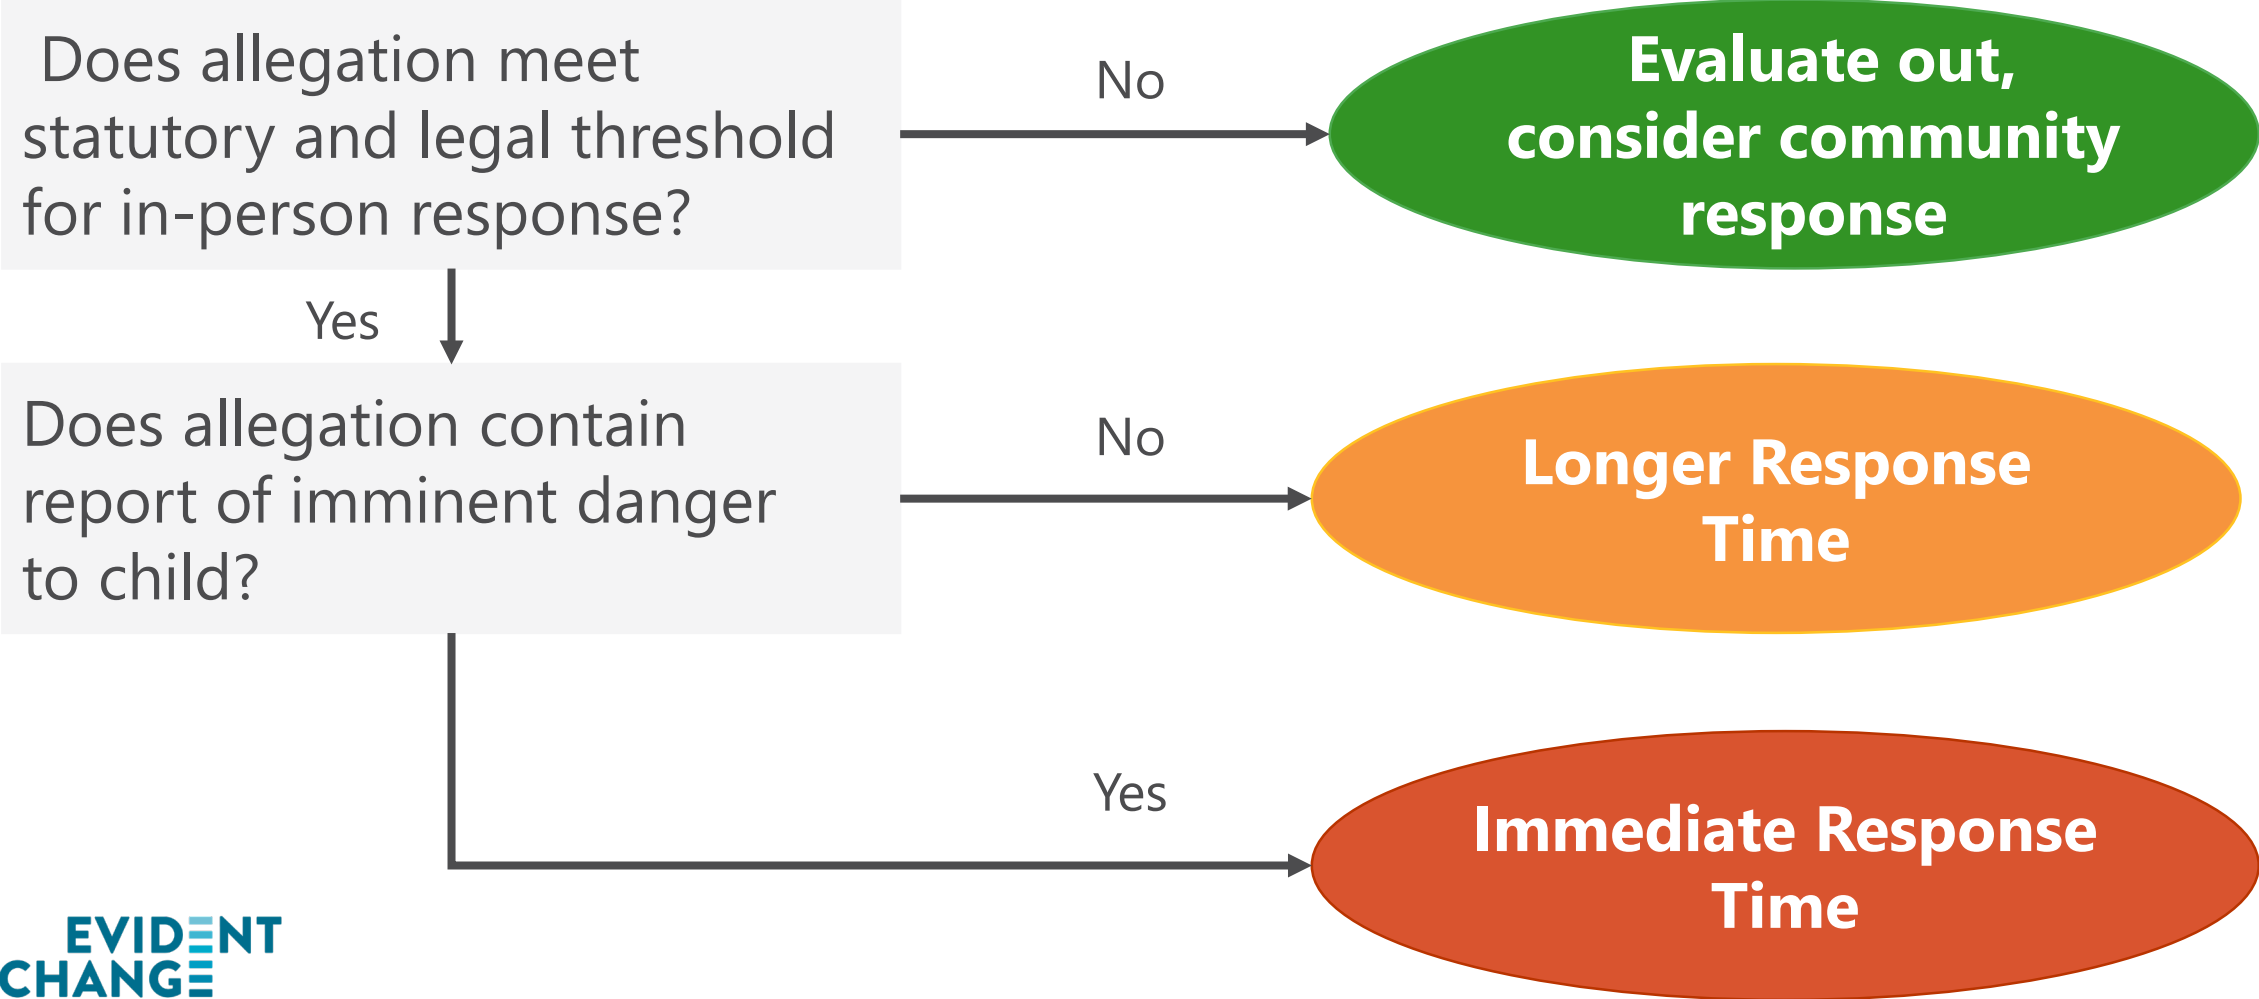 Does allegation meet
statutory and legal threshold
for in-person response?
No
Evaluate out,
consider community
response
Yes
Does allegation contain
report of imminent danger
to child?
No
Longer Response
Time
Yes
Immediate Response
Time
EVIDENT
CHANGE